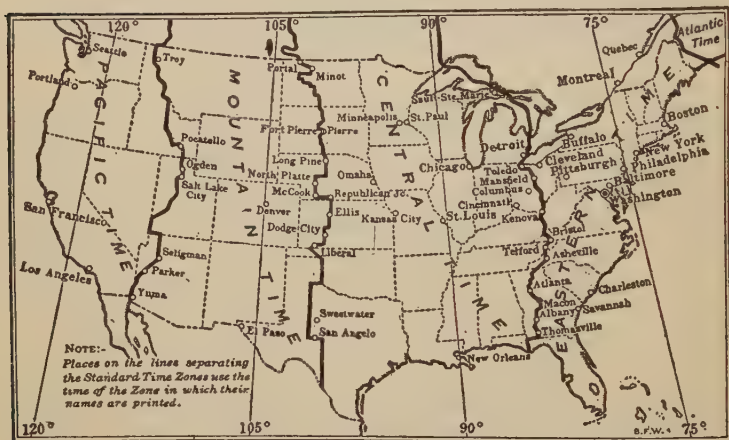 120°
105°
90°
75°
Atlantic
Time
Quebec
Seattle
Troy
Portal
Minot
Montreal
Sault-Ste.Marie
Portland
PACIFIC TIME
MOUNTAIN TIME
CENTRAL TIME
EASTERN TIME
Minneapolis
St.Paul
Boston
Fort Pierre
Pierre
Detroit
Buffalo
New York
Pocatello
Long Pine
Chicago
Toledo
Cleveland
Philadelphia
Ogden
North Platte
Omaha
Mansfield
Pittsburgh
Baltimore
Salt Lake
City
McCook
Republican Jc.
Columbus
Washington
Denver
Ellis
Cincinnati
San Francisco
Dodge City
Kansas City
St.Louis
Kenova
Liberal
Bristol
Seligman
Telford
Asheville
Los Angeles
Parker
Atlanta
Charleston
Yuma
Macon
Sweetwater
Albany
Savannah
El Paso
San Angelo
Thomasville
New Orleans
NOTE:-
Places on the lines separating
the Standard Time Zones use the
time of the Zone in which their
names are printed.
B.F.W.
120°
105°
90°
75°